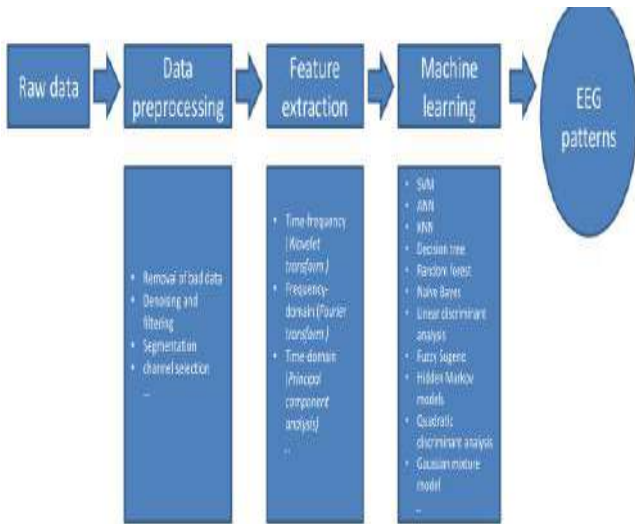 Raw data
Data
preprocessing
Feature
extraction
Machine
learning
EEG
patterns
• Removal of bad data
• Denoising and
filtering
• Segmentation
• channel selection
...
• Time-frequency
(Wavelet
transform )
• Frequency-
domain (Fourier
transform )
• Time-domain
(Principal
component
analysis)
...
• SVM
• ANN
• KNN
• Decision tree
• Random forest
• Naive Bayes
• Linear discriminant
analysis
• Fuzzy Sugeno
• Hidden Markov
models
• Quadratic
discriminant analysis
• Gaussian mixture
model
...